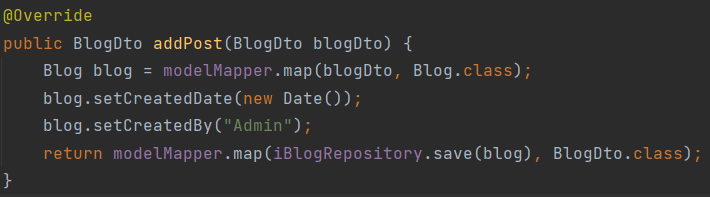 @Override
public BlogDto addPost(BlogDto blogDto) {
    Blog blog = modelMapper.map(blogDto, Blog.class);
    blog.setCreatedDate(new Date());
    blog.setCreatedBy("Admin");
    return modelMapper.map(iBlogRepository.save(blog), BlogDto.class);
}